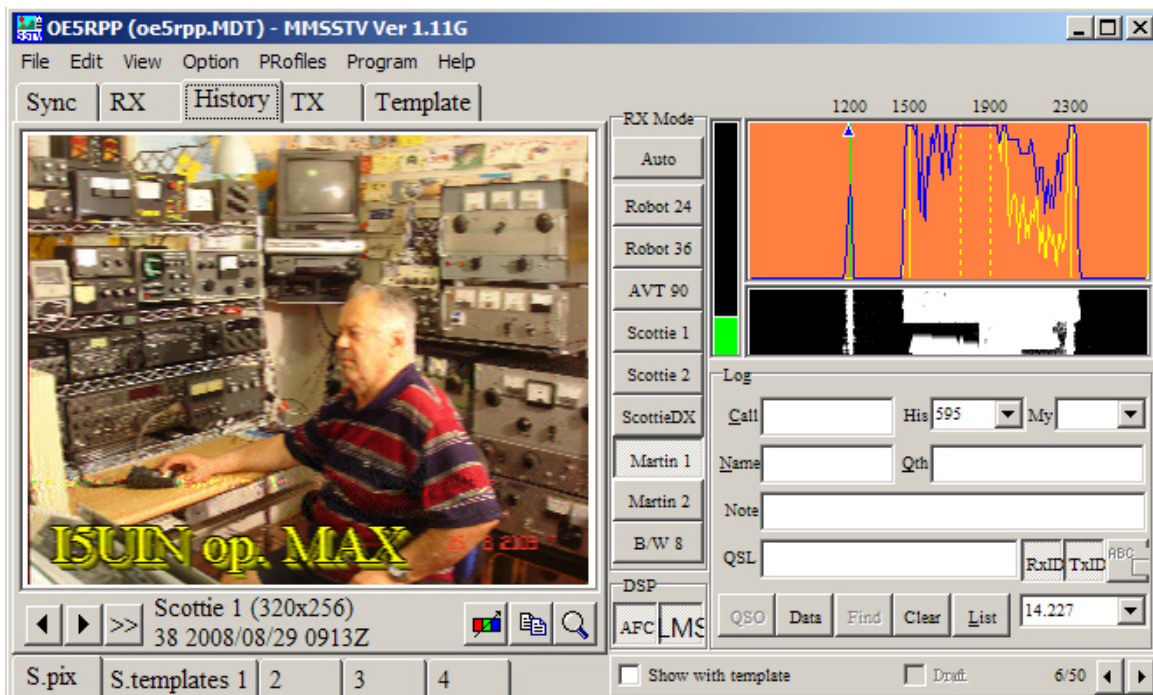 OE5RPP (oe5rpp.MDT) - MMSSTV Ver 1.11G
File Edit View Option PRofiles Program Help
Sync RX History TX Template
I5UIN op. MAX
Scottie 1 (320x256)
>> 38 2008/08/29 0913Z
S.pix S.templates 1 2 3 4
RX Mode
Auto
Robot 24
Robot 36
AVT 90
Scottie 1
Scottie 2
ScottieDX
Martin 1
Martin 2
B/W 8
DSP
AFC LMS
1200 1500 1900 2300
Log
Call His 595 My
Name Qth
Note
QSL RxID TxID ABC
QSO Data Find Clear List 14.227
Show with template Draft 6/50